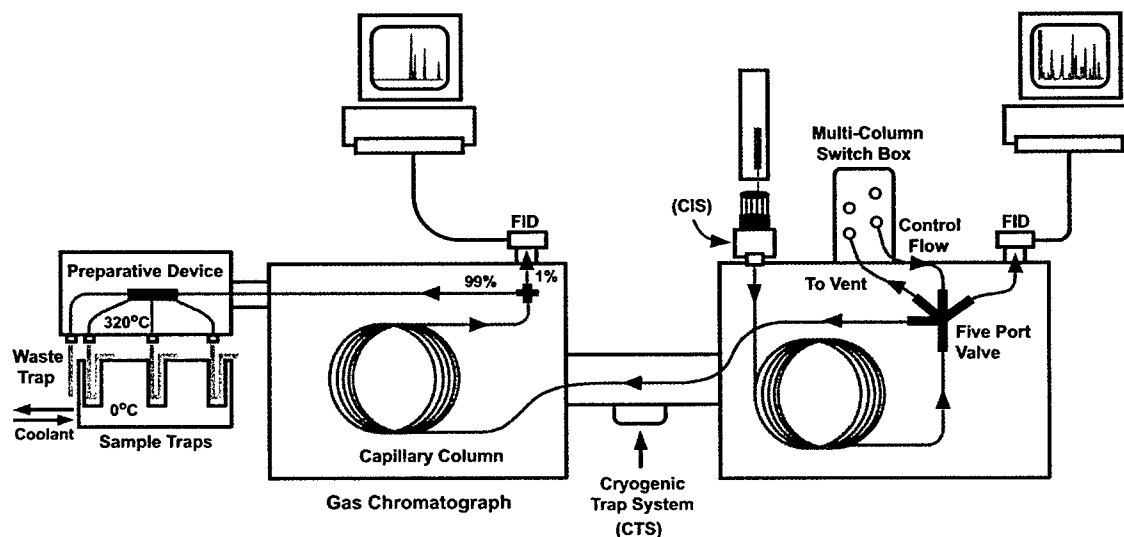 Multi-Column
Switch Box
(CIS)
FID
Control
Flow
FID
Preparative Device
99%
1%
To Vent
320°C
Five Port
Valve
Waste
Trap
0°C
Coolant
Sample Traps
Capillary Column
Gas Chromatograph
Cryogenic
Trap System
(CTS)